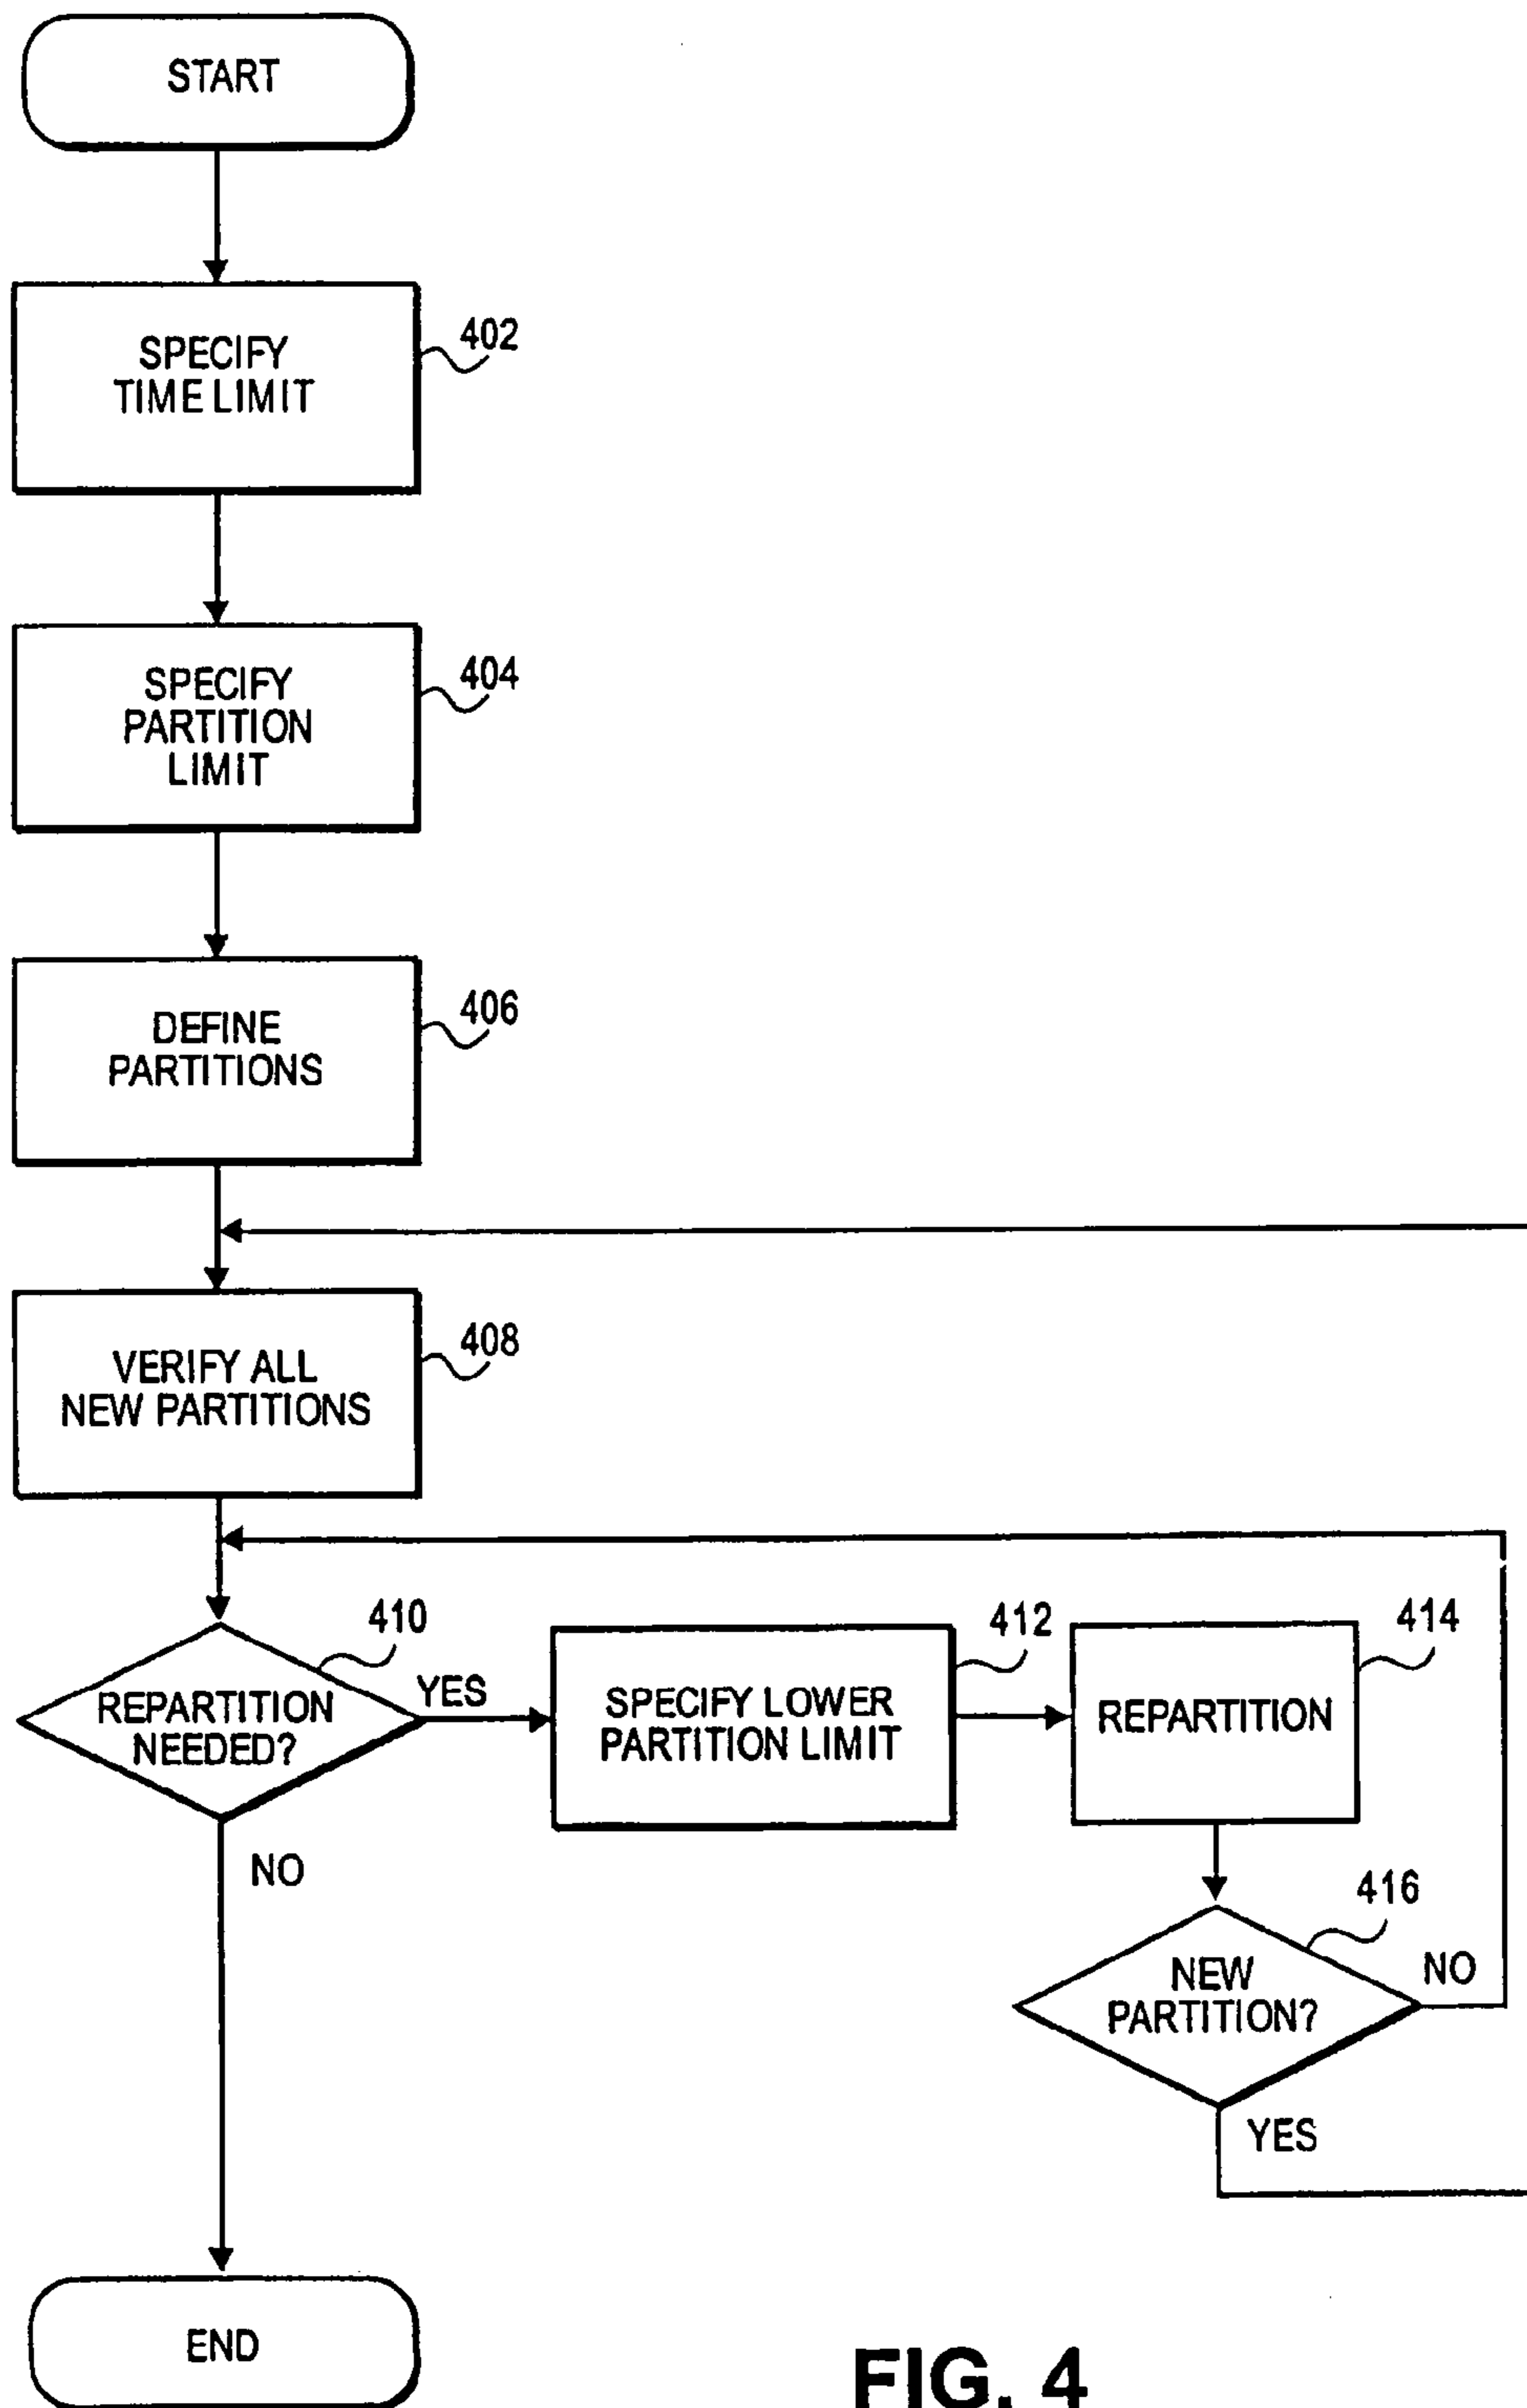 START
402
SPECIFY
TIME LIMIT
404
SPECIFY
PARTITION
LIMIT
406
DEFINE
PARTITIONS
408
VERIFY ALL
NEW PARTITIONS
410
REPARTITION
NEEDED?
YES
412
SPECIFY LOWER
PARTITION LIMIT
414
REPARTITION
416
NEW
PARTITION?
NO
YES
NO
END
FIG. 4